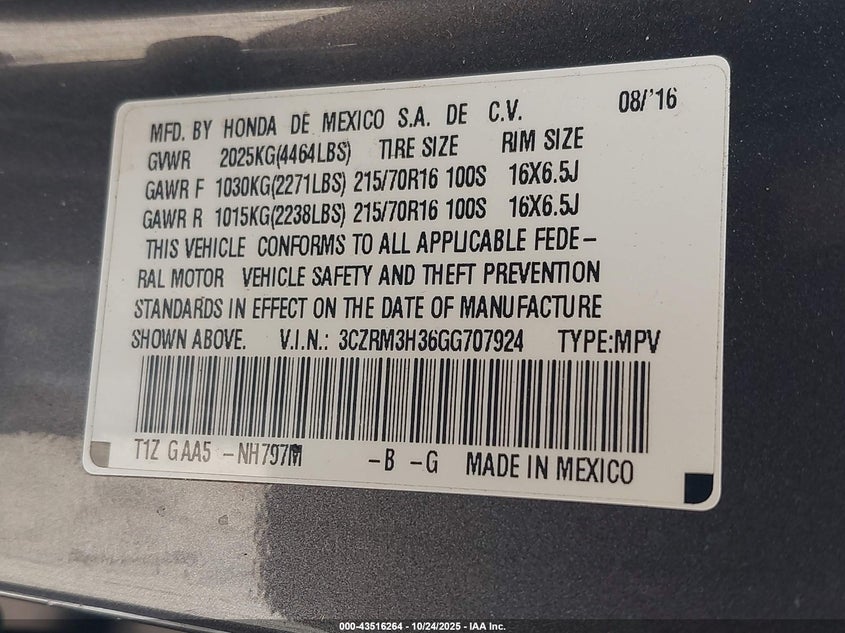 MFD. BY HONDA DE MEXICO S.A. DE C.V. 08/'16
GVWR 2025KG(4464LBS) TIRE SIZE RIM SIZE
GAWR F 1030KG(2271LBS) 215/70R16 100S 16X6.5J
GAWR R 1015KG(2238LBS) 215/70R16 100S 16X6.5J
THIS VEHICLE CONFORMS TO ALL APPLICABLE FEDE-
RAL MOTOR VEHICLE SAFETY AND THEFT PREVENTION
STANDARDS IN EFFECT ON THE DATE OF MANUFACTURE
SHOWN ABOVE. V.I.N.: 3CZRM3H36GG707924 TYPE:MPV
T1Z GAA5 -NH797M -B -G MADE IN MEXICO
000-43516264 - 10/24/2025 - IAA Inc.